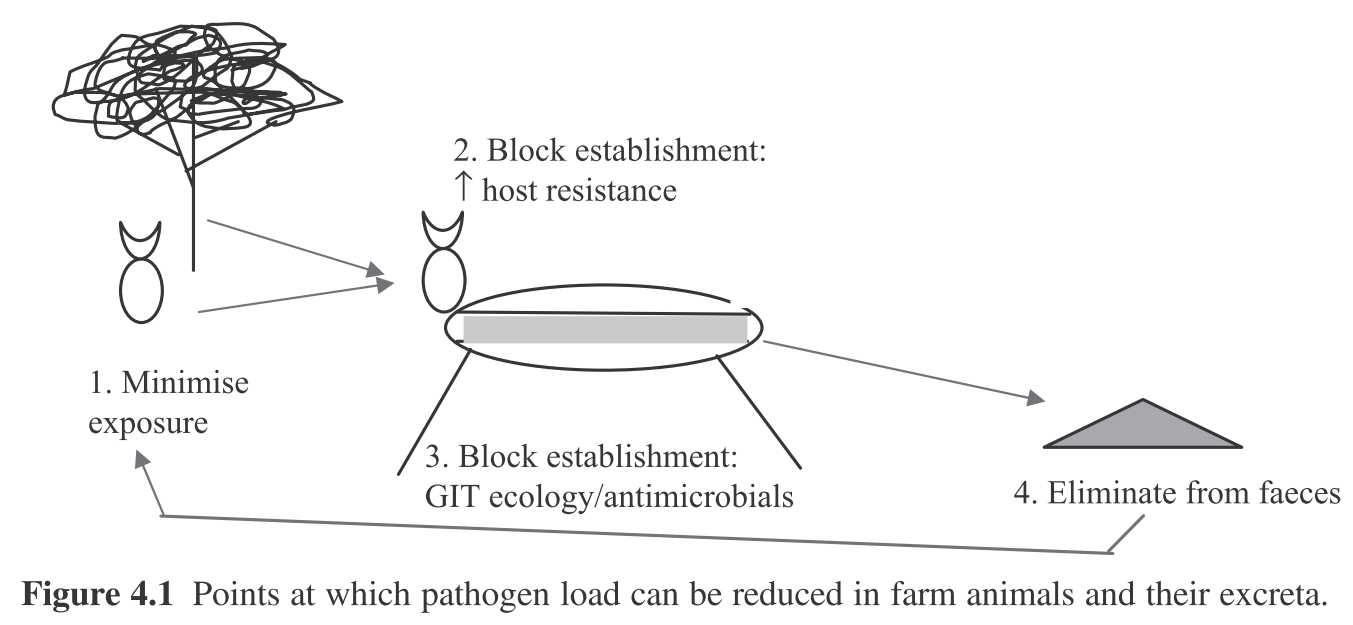 2. Block establishment:
↑ host resistance
1. Minimise
exposure
3. Block establishment:
GIT ecology/antimicrobials
4. Eliminate from faeces
Figure 4.1 Points at which pathogen load can be reduced in farm animals and their excreta.